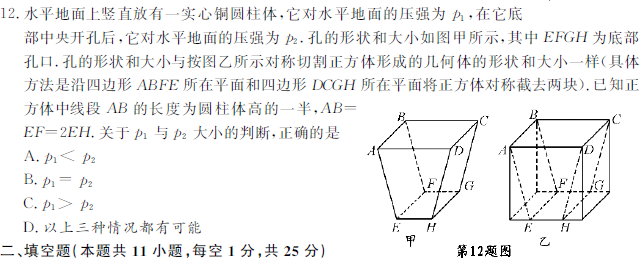 12. 水平地面上竖直放有一实心铜圆柱体,它对水平地面的压强为 p₁,在它底
部中央开孔后,它对水平地面的压强为 p₂. 孔的形状和大小如图甲所示,其中 EFGH 为底部
孔口. 孔的形状和大小与按图乙所示对称切割正方体形成的几何体的形状和大小一样(具体
方法是沿四边形 ABFE 所在平面和四边形 DCGH 所在平面将正方体对称截去两块). 已知正
方体中线段 AB 的长度为圆柱体高的一半,AB=
EF=2EH. 关于 p₁ 与 p₂ 大小的判断,正确的是
A. p₁< p₂
B. p₁= p₂
C. p₁> p₂
D. 以上三种情况都有可能
B C
A D
F G
E H
甲
B C
A D
F G
E H
乙
第12题图
二、填空题(本题共 11 小题,每空 1 分,共 25 分)